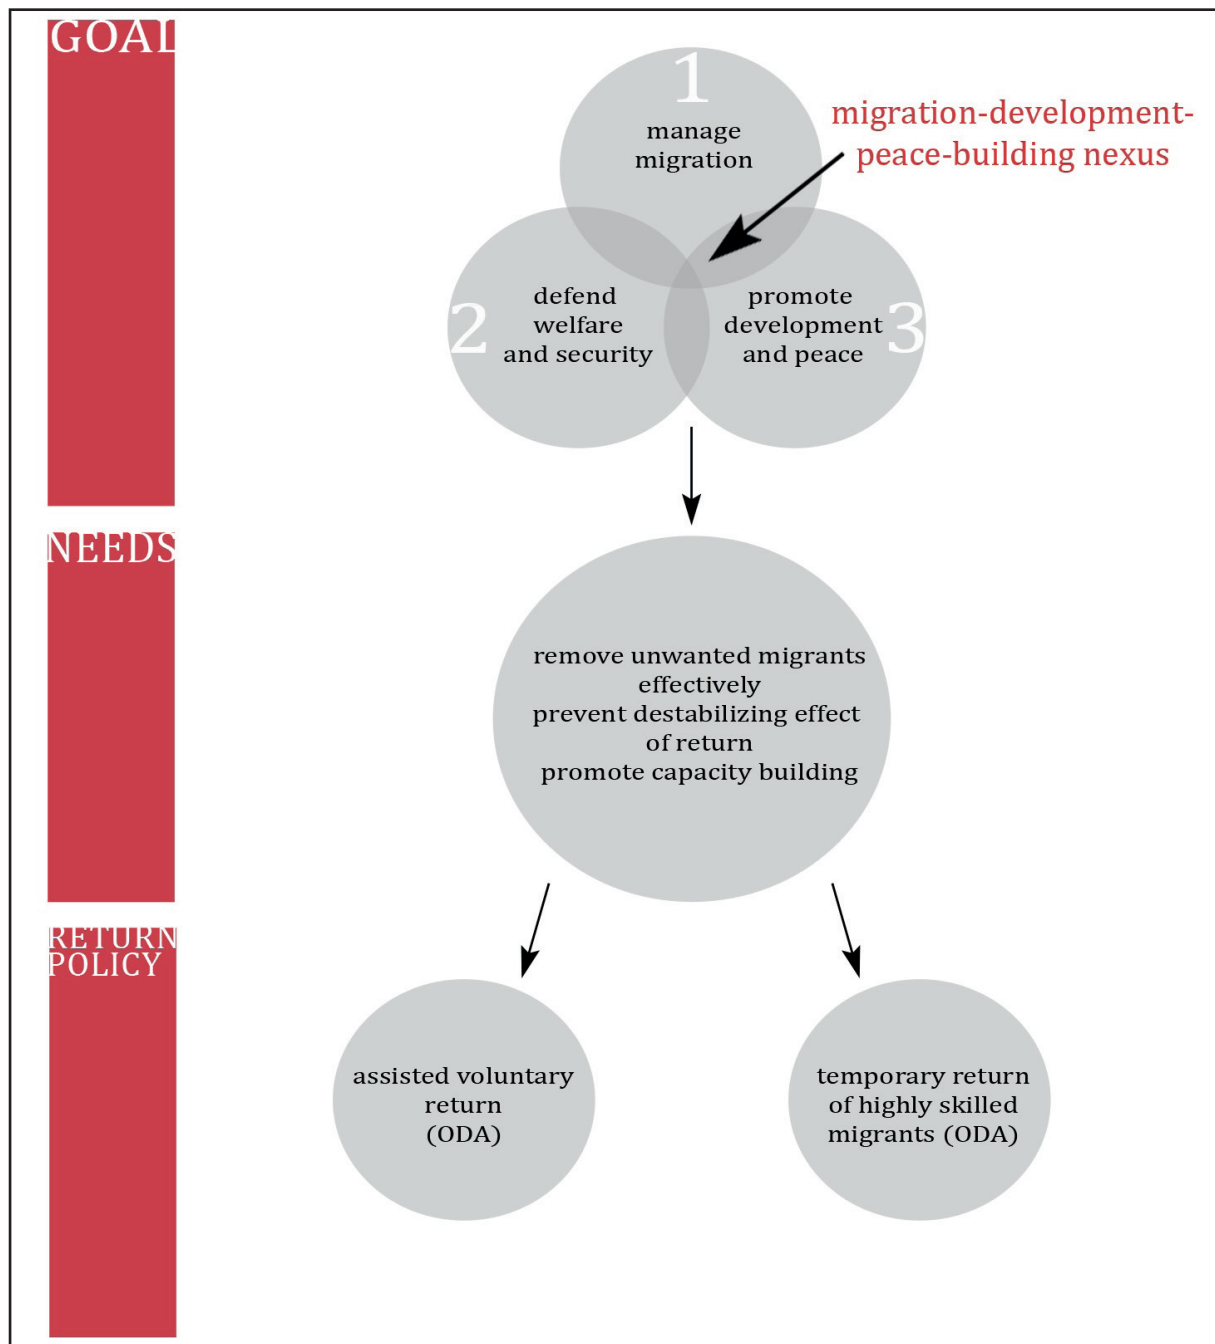 GOAL
1
manage
migration
migration-development-
peace-building nexus
2
defend
welfare
and security
promote
development
and peace
3
NEEDS
remove unwanted migrants
effectively
prevent destabilizing effect
of return
promote capacity building
RETURN
POLICY
assisted voluntary
return
(ODA)
temporary return
of highly skilled
migrants (ODA)